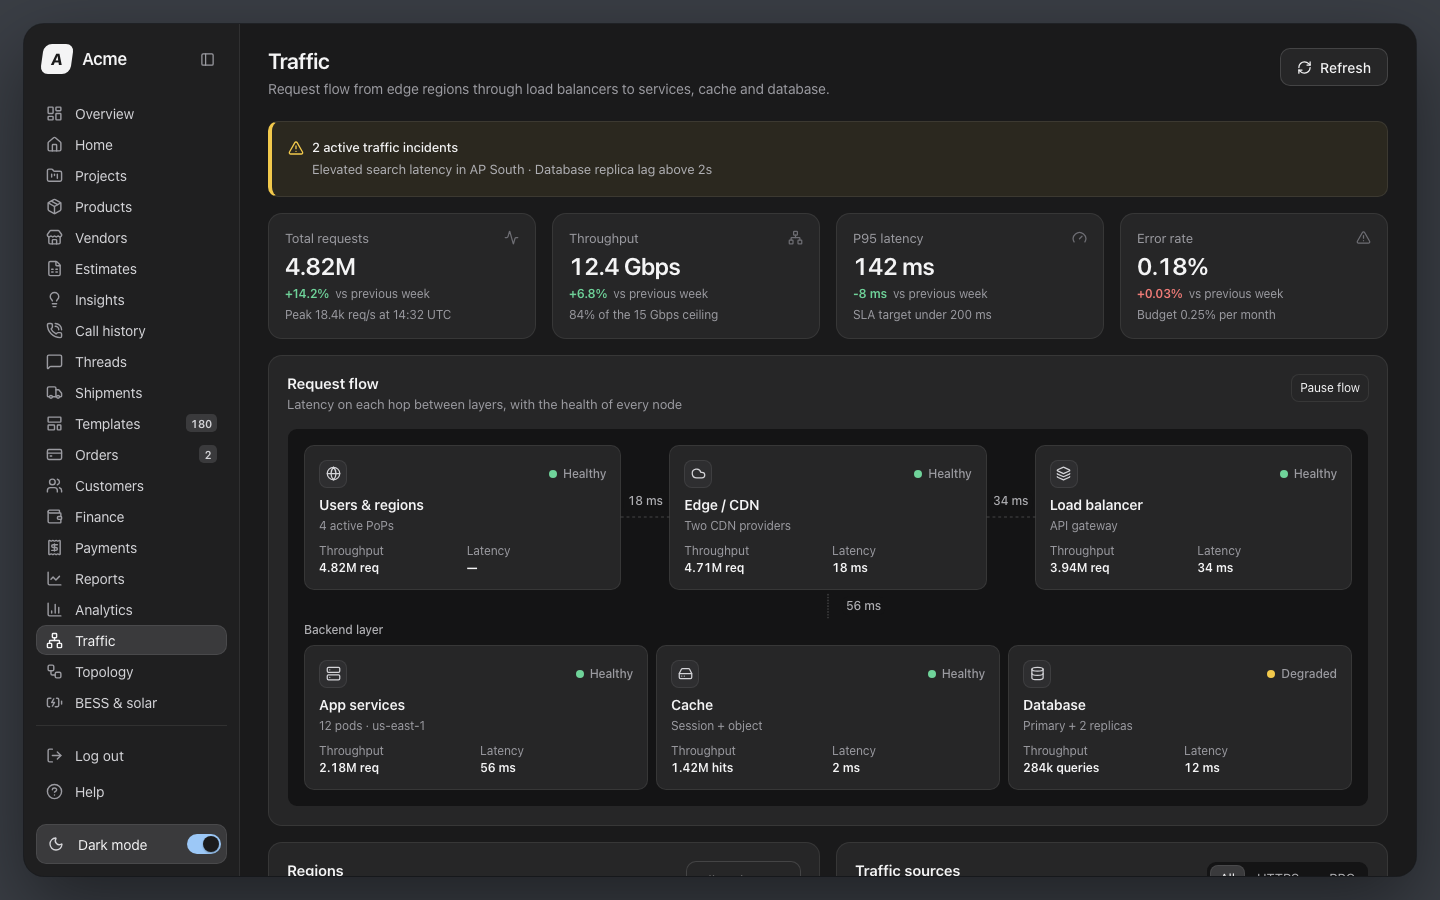 A Acme
Overview
Home
Projects
Products
Vendors
Estimates
Insights
Call history
Threads
Shipments
Templates 180
Orders 2
Customers
Finance
Payments
Reports
Analytics
Traffic
Topology
BESS & solar
Log out
Help
Dark mode
Traffic
Request flow from edge regions through load balancers to services, cache and database.
Refresh
2 active traffic incidents
Elevated search latency in AP South · Database replica lag above 2s
Total requests
4.82M
+14.2% vs previous week
Peak 18.4k req/s at 14:32 UTC
Throughput
12.4 Gbps
+6.8% vs previous week
84% of the 15 Gbps ceiling
P95 latency
142 ms
-8 ms vs previous week
SLA target under 200 ms
Error rate
0.18%
+0.03% vs previous week
Budget 0.25% per month
Request flow
Latency on each hop between layers, with the health of every node
Pause flow
Healthy
Users & regions
4 active PoPs
Throughput Latency
4.82M req —
18 ms
Healthy
Edge / CDN
Two CDN providers
Throughput Latency
4.71M req 18 ms
34 ms
Healthy
Load balancer
API gateway
Throughput Latency
3.94M req 34 ms
56 ms
Backend layer
Healthy
App services
12 pods · us-east-1
Throughput Latency
2.18M req 56 ms
Healthy
Cache
Session + object
Throughput Latency
1.42M hits 2 ms
Degraded
Database
Primary + 2 replicas
Throughput Latency
284k queries 12 ms
Regions
Traffic sources
All HTTPS